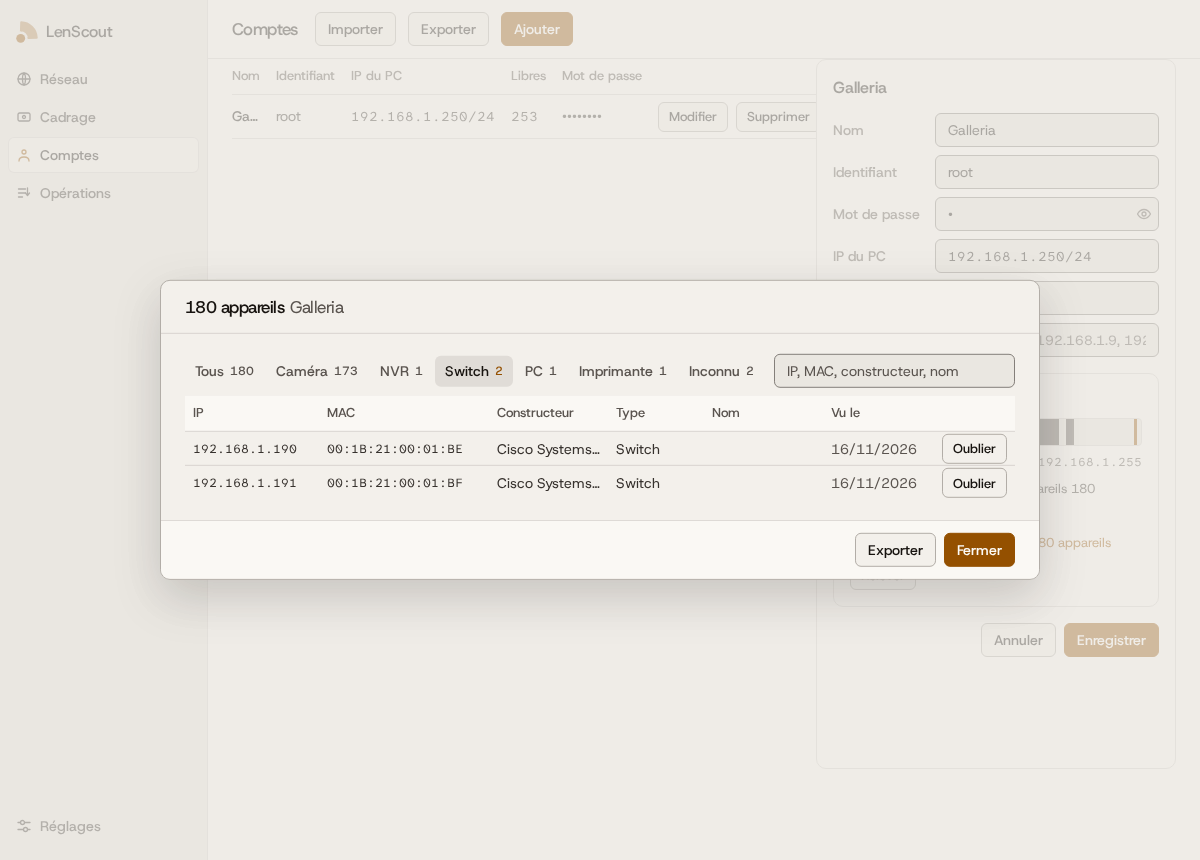 LenScout
Réseau
Cadrage
Comptes
Opérations
Réglages
Comptes
Importer
Exporter
Ajouter
Nom Identifiant IP du PC Libres Mot de passe
Ga… root 192.168.1.250/24 253 •••••••• Modifier Supprimer
Galleria
Nom Galleria
Identifiant root
Mot de passe •
IP du PC 192.168.1.250/24
192.168.1.9, 192
192.168.1.255
180
appareils
Annuler Enregistrer
180 appareils Galleria
Tous 180 Caméra 173 NVR 1 Switch 2 PC 1 Imprimante 1 Inconnu 2 IP, MAC, constructeur, nom
IP MAC Constructeur Type Nom Vu le
192.168.1.190 00:1B:21:00:01:BE Cisco Systems… Switch 16/11/2026 Oublier
192.168.1.191 00:1B:21:00:01:BF Cisco Systems… Switch 16/11/2026 Oublier
Exporter Fermer